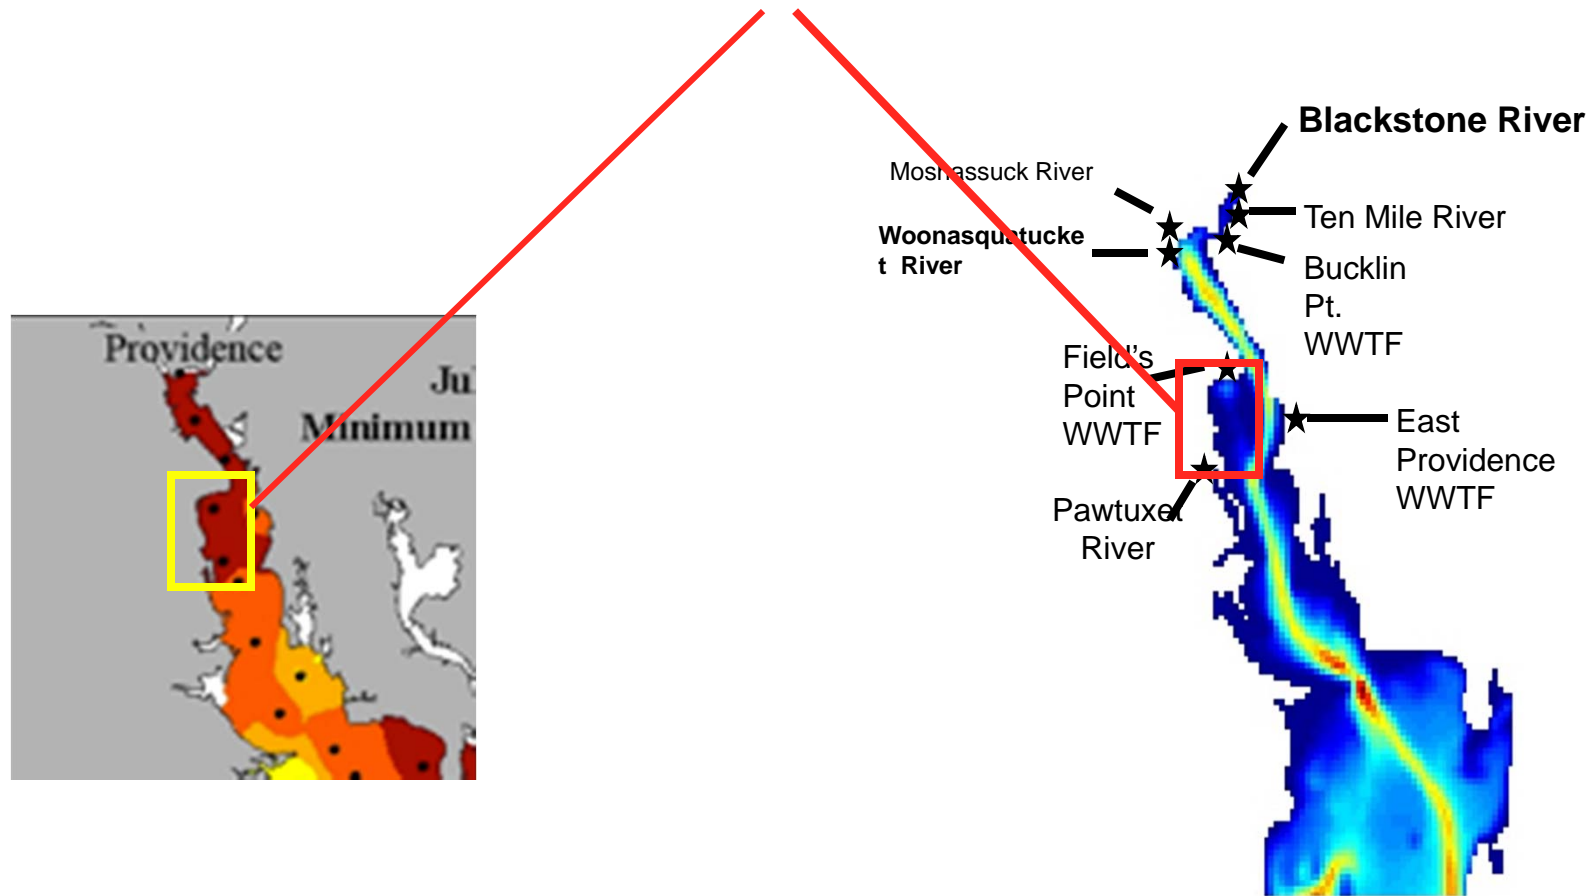 Blackstone River
Moshassuck River
Ten Mile River
Woonasquatucke
t River
Bucklin
Pt.
WWTF
Providence
Ju
Minimum
Field's
Point
WWTF
East
Providence
WWTF
Pawtuxet
River